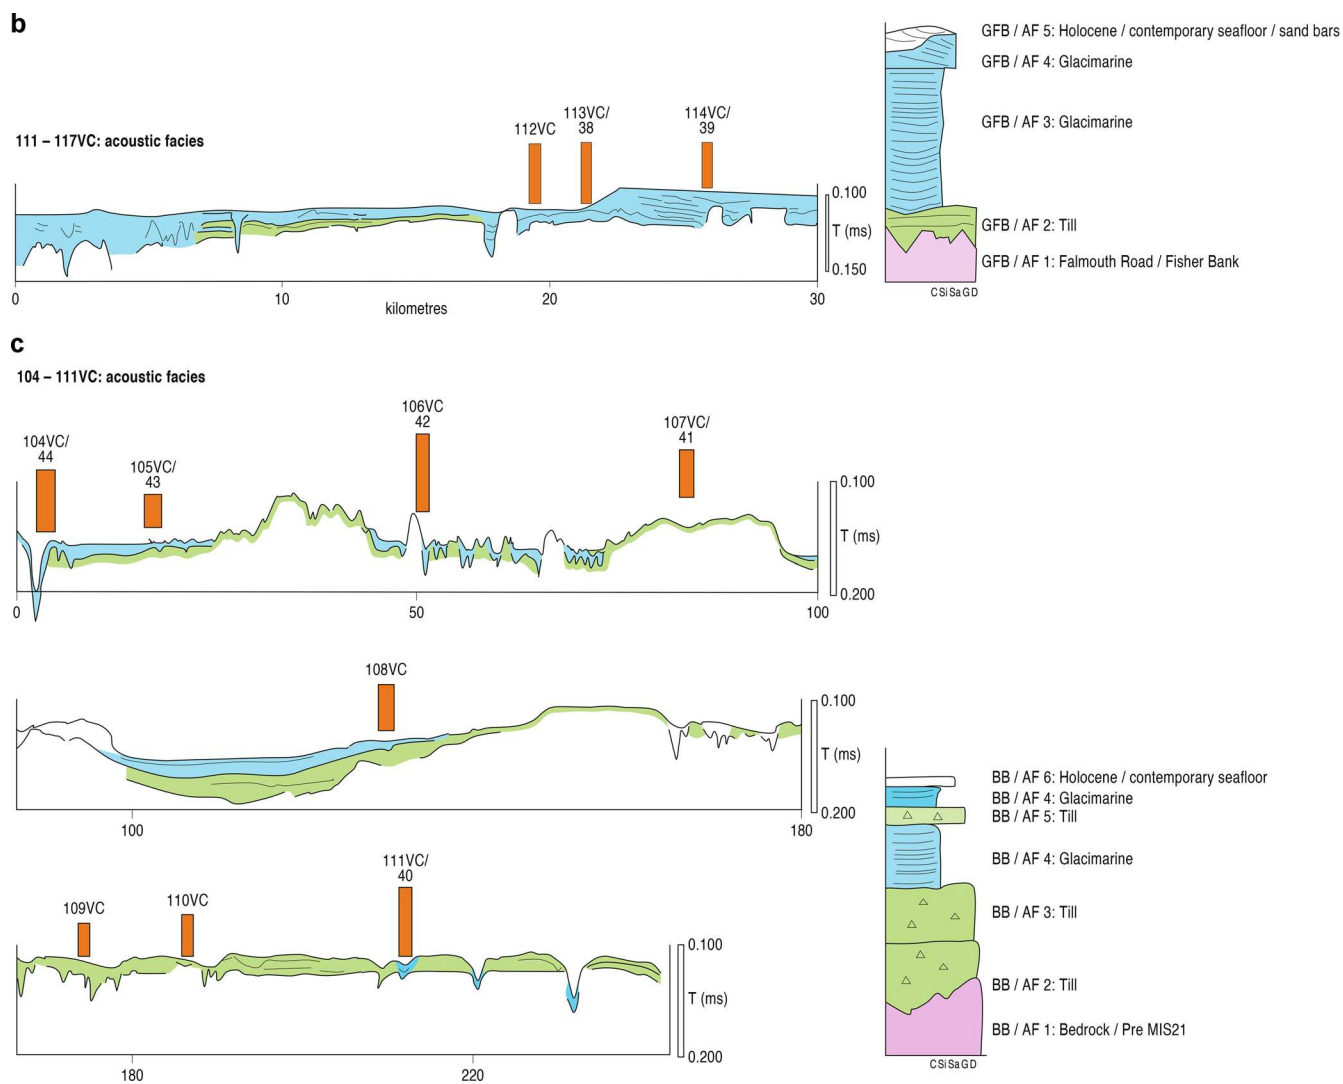 b
GFB / AF 5: Holocene / contemporary seafloor / sand bars
GFB / AF 4: Glacimarine
GFB / AF 3: Glacimarine
GFB / AF 2: Till
GFB / AF 1: Falmouth Road / Fisher Bank
CSiSaGD
111 – 117VC: acoustic facies
112VC
113VC/
38
114VC/
39
0.100
T (ms)
0.150
0
10
20
30
kilometres
c
104 – 111VC: acoustic facies
104VC/
44
105VC/
43
106VC
42
107VC/
41
0.100
T (ms)
0.200
0
50
100
108VC
0.100
T (ms)
0.200
100
180
109VC
110VC
111VC/
40
0.100
T (ms)
0.200
180
220
BB / AF 6: Holocene / contemporary seafloor
BB / AF 4: Glacimarine
BB / AF 5: Till
BB / AF 4: Glacimarine
BB / AF 3: Till
BB / AF 2: Till
BB / AF 1: Bedrock / Pre MIS21
CSiSaGD